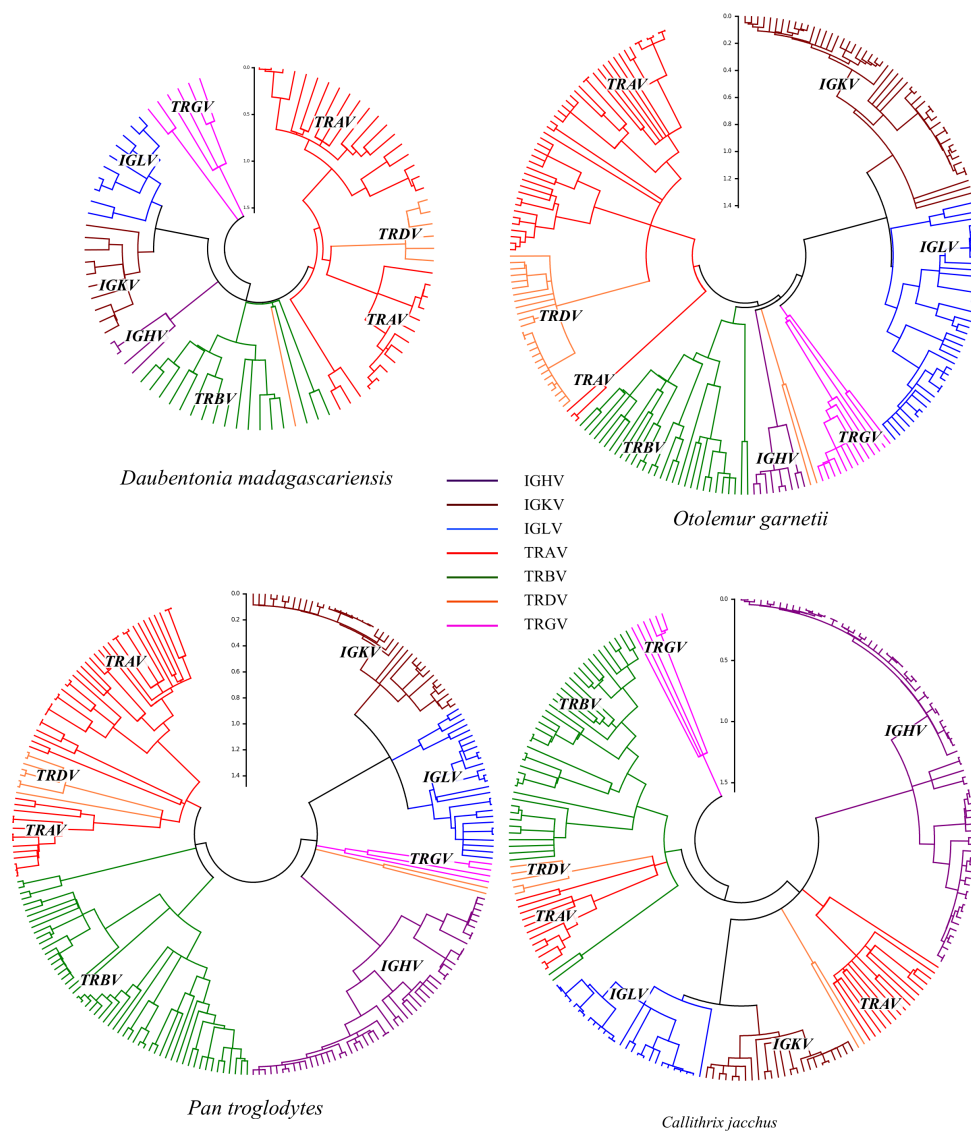 0.0
0.5
1.0
1.5
TRGV
TRAV
IGLV
TRDV
IGKV
TRAV
IGHV
TRBV
Daubentonia madagascariensis
0.0
0.2
0.4
0.6
0.8
1.0
1.2
1.4
TRAV
IGKV
IGLV
TRDV
TRAV
TRBV
IGHV
TRGV
Otolemur garnetii
IGHV
IGKV
IGLV
TRAV
TRBV
TRDV
TRGV
0.0
0.2
0.4
0.6
0.8
1.0
1.2
1.4
IGKV
TRAV
TRDV
IGLV
TRAV
TRGV
IGHV
TRBV
Pan troglodytes
0.0
0.5
1.0
1.5
TRGV
TRBV
IGHV
TRDV
TRAV
IGLV
TRAV
IGKV
Callithrix jacchus